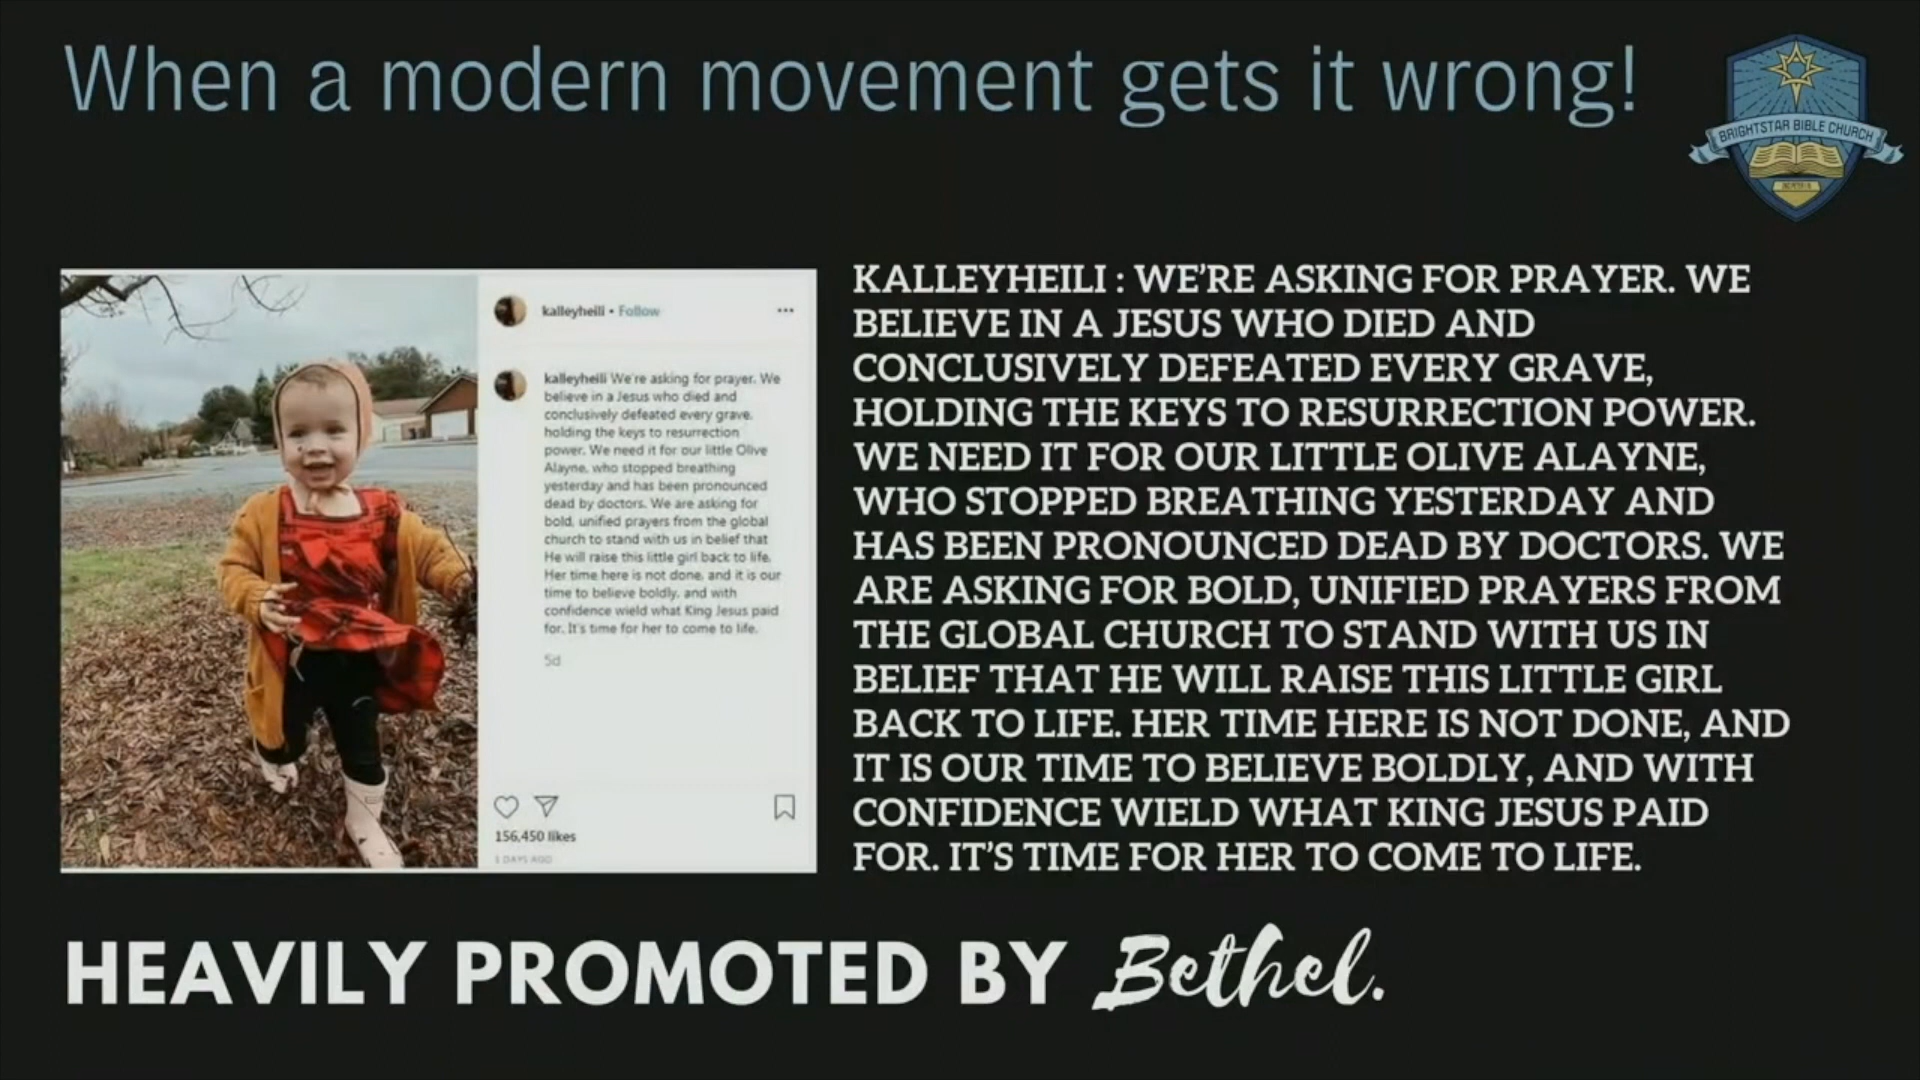 When a modern movement gets it wrong!
BRIGHTSTAR BIBLE CHURCH
kalleyheili • Follow
kalleyheili We're asking for prayer. We
believe in a Jesus who died and
conclusively defeated every grave,
holding the keys to resurrection
power. We need it for our little Olive
Alayne, who stopped breathing
yesterday and has been pronounced
dead by doctors. We are asking for
bold, unified prayers from the global
church to stand with us in belief that
He will raise this little girl back to life.
Her time here is not done, and it is our
time to believe boldly, and with
confidence wield what King Jesus paid
for. It's time for her to come to life.
5d
156,450 likes
DAYS AGO
KALLEYHEILI : WE'RE ASKING FOR PRAYER. WE
BELIEVE IN A JESUS WHO DIED AND
CONCLUSIVELY DEFEATED EVERY GRAVE,
HOLDING THE KEYS TO RESURRECTION POWER.
WE NEED IT FOR OUR LITTLE OLIVE ALAYNE,
WHO STOPPED BREATHING YESTERDAY AND
HAS BEEN PRONOUNCED DEAD BY DOCTORS. WE
ARE ASKING FOR BOLD, UNIFIED PRAYERS FROM
THE GLOBAL CHURCH TO STAND WITH US IN
BELIEF THAT HE WILL RAISE THIS LITTLE GIRL
BACK TO LIFE. HER TIME HERE IS NOT DONE, AND
IT IS OUR TIME TO BELIEVE BOLDLY, AND WITH
CONFIDENCE WIELD WHAT KING JESUS PAID
FOR. IT'S TIME FOR HER TO COME TO LIFE.
HEAVILY PROMOTED BY Bethel.